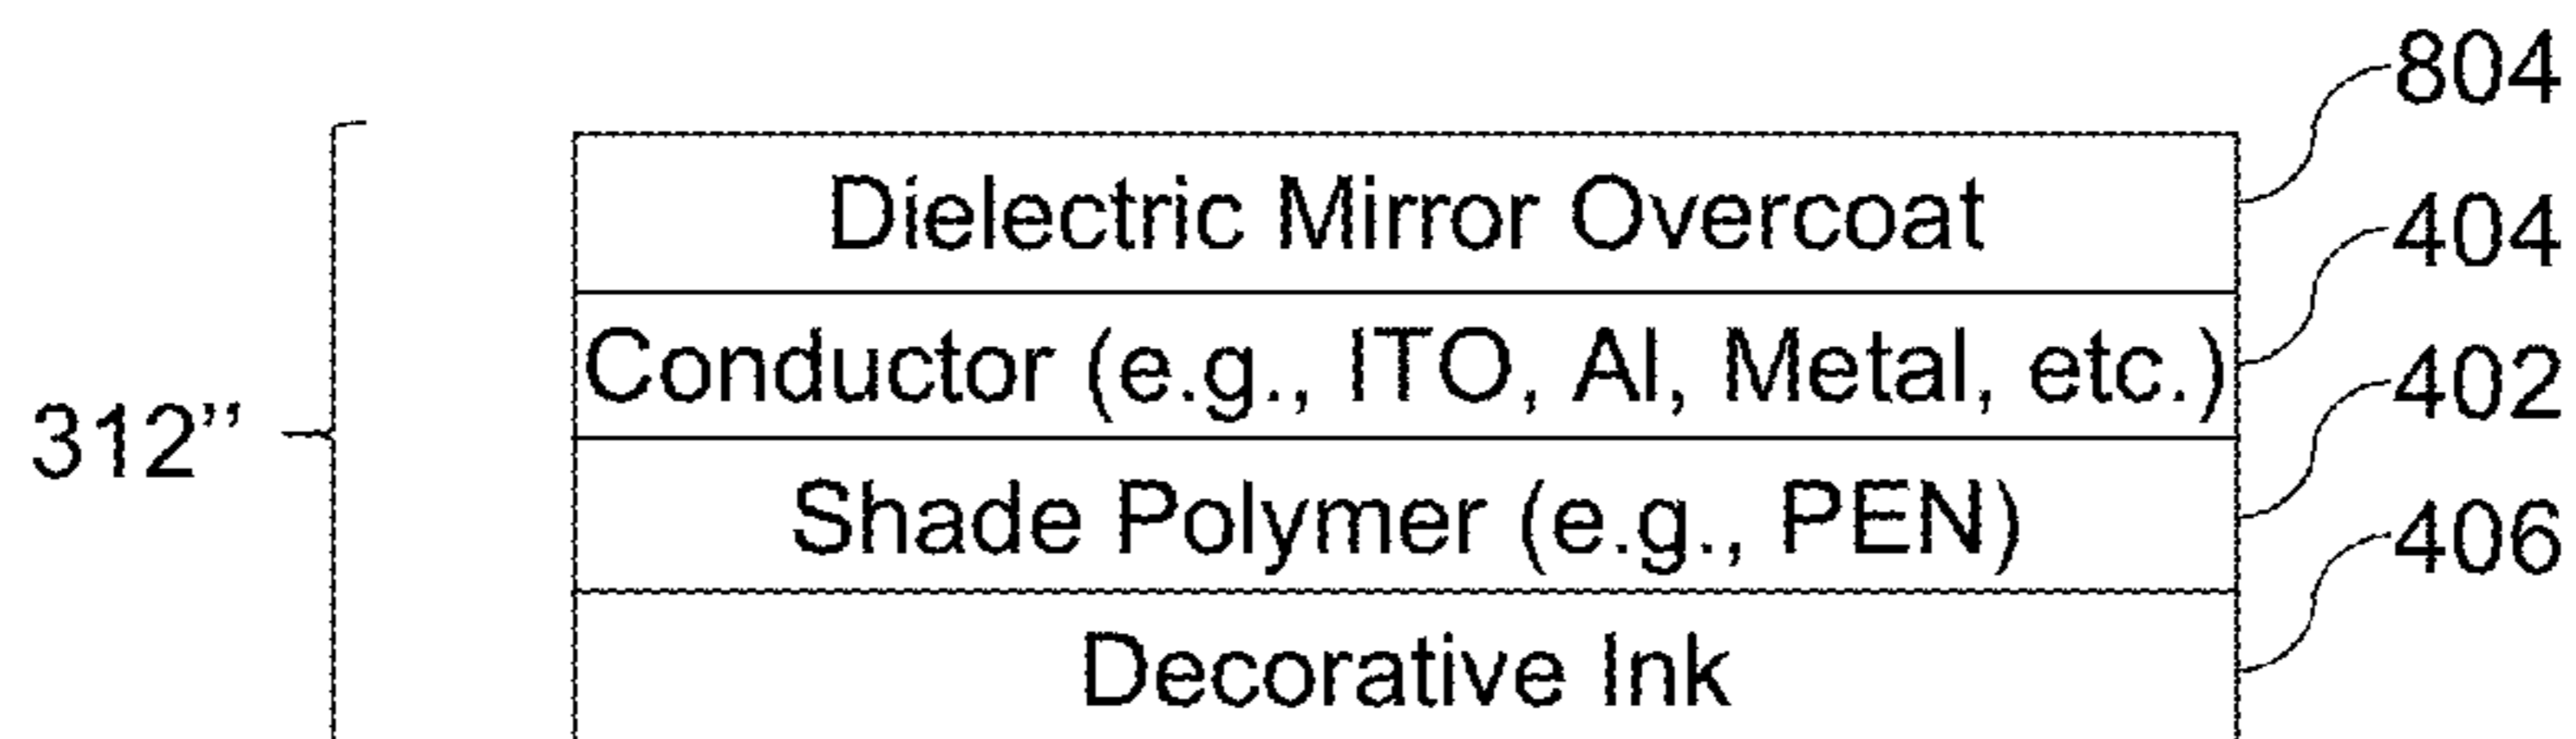 804
Dielectric Mirror Overcoat
404
Conductor (e.g., ITO, Al, Metal, etc.)
402
312”
Shade Polymer (e.g., PEN)
406
Decorative Ink